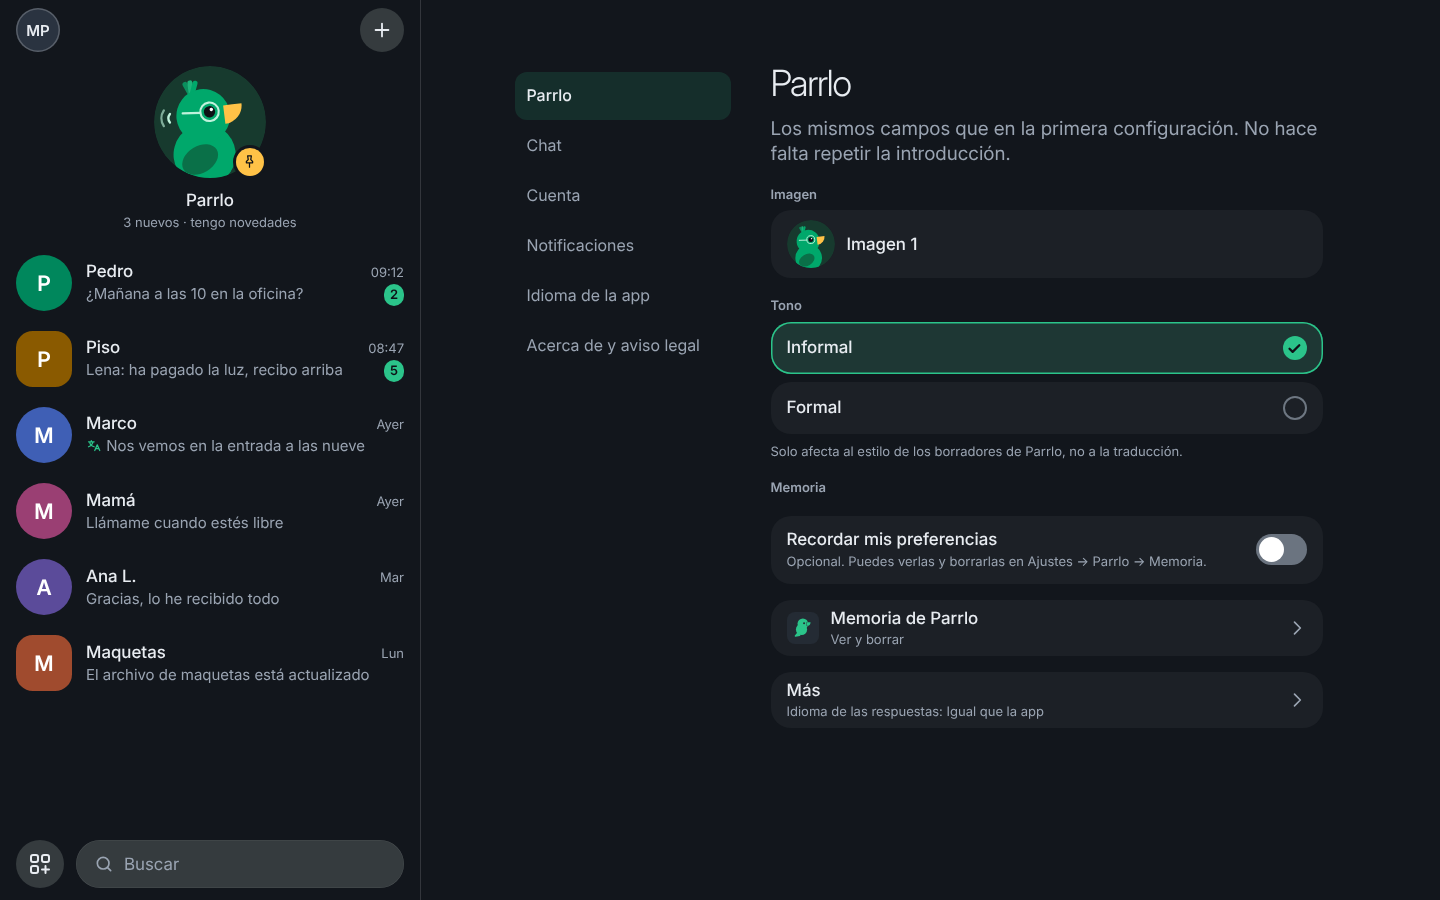 MP
Parrlo
3 nuevos · tengo novedades
P
Pedro
09:12
¿Mañana a las 10 en la oficina?
2
P
Piso
08:47
Lena: ha pagado la luz, recibo arriba
5
M
Marco
Ayer
Nos vemos en la entrada a las nueve
M
Mamá
Ayer
Llámame cuando estés libre
A
Ana L.
Mar
Gracias, lo he recibido todo
M
Maquetas
Lun
El archivo de maquetas está actualizado
Buscar
Parrlo
Chat
Cuenta
Notificaciones
Idioma de la app
Acerca de y aviso legal
Parrlo
Los mismos campos que en la primera configuración. No hace
falta repetir la introducción.
Imagen
Imagen 1
Tono
Informal
Formal
Solo afecta al estilo de los borradores de Parrlo, no a la traducción.
Memoria
Recordar mis preferencias
Opcional. Puedes verlas y borrarlas en Ajustes → Parrlo → Memoria.
Memoria de Parrlo
Ver y borrar
Más
Idioma de las respuestas: Igual que la app